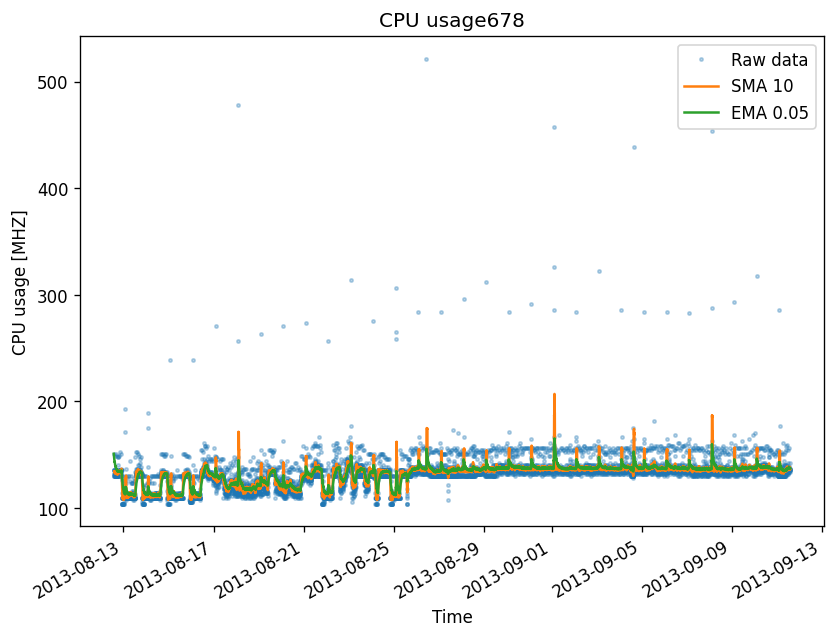 CPU usage678
Raw data
SMA 10
EMA 0.05
CPU usage [MHZ]
500
400
300
200
100
2013-08-13
2013-08-17
2013-08-21
2013-08-25
2013-08-29
2013-09-01
2013-09-05
2013-09-09
2013-09-13
Time